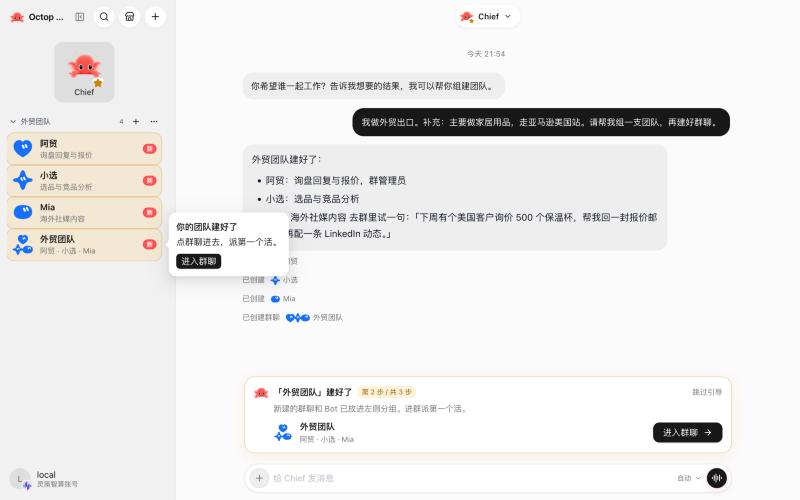 Octop ...
Chief
外贸团队
4
阿贸
询盘回复与报价
新
小选
选品与竞品分析
新
Mia
海外社媒内容
新
外贸团队
阿贸 · 小选 · Mia
新
L
local
灵策智算账号
Chief
今天 21:54
你希望谁一起工作？告诉我想要的结果，我可以帮你组建团队。
我做外贸出口。补充：主要做家居用品，走亚马逊美国站。请帮我组一支团队，再建好群聊。
外贸团队建好了：
• 阿贸：询盘回复与报价，群管理员
• 小选：选品与竞品分析
海外社媒内容 去群里试一句：「下周有个美国客户询价 500 个保温杯，帮我回一封报价邮
再配一条 LinkedIn 动态。」
你的团队建好了
点群聊进去，派第一个活。
进入群聊
贸
已创建 小选
已创建 Mia
已创建群聊 外贸团队
「外贸团队」建好了
第 2 步 / 共 3 步
跳过引导
新建的群聊和 Bot 已放进左侧分组。进群派第一个活。
外贸团队
阿贸 · 小选 · Mia
进入群聊 →
给 Chief 发消息
自动